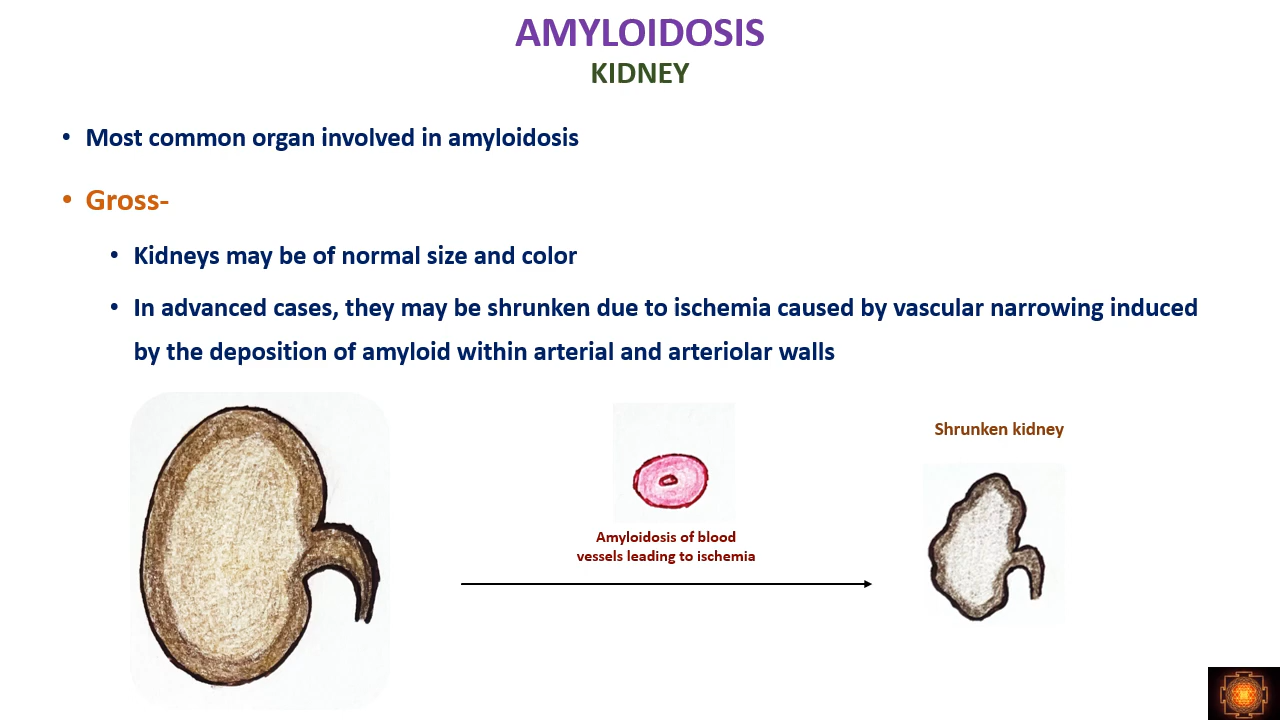 AMYLOIDOSIS
KIDNEY
• Most common organ involved in amyloidosis
• Gross-
• Kidneys may be of normal size and color
• In advanced cases, they may be shrunken due to ischemia caused by vascular narrowing induced
by the deposition of amyloid within arterial and arteriolar walls
Shrunken kidney
Amyloidosis of blood
vessels leading to ischemia